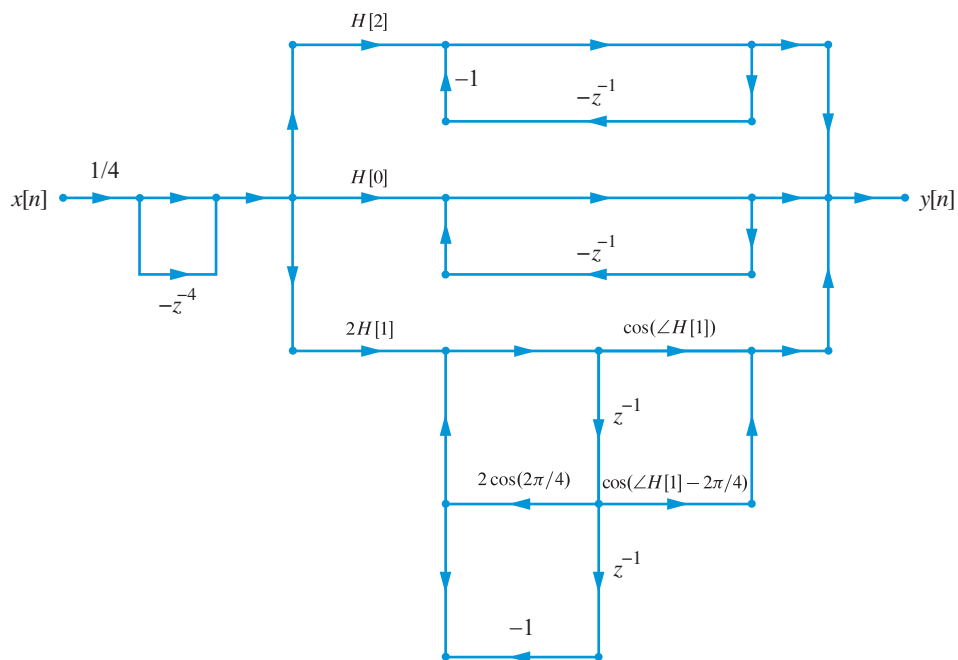 H[2]
−1
−z⁻¹
1/4
H[0]
x[n]
y[n]
−z⁻¹
−z⁻⁴
2H[1]
cos(∠H[1])
z⁻¹
2 cos(2π/4)
cos(∠H[1] − 2π/4)
z⁻¹
−1